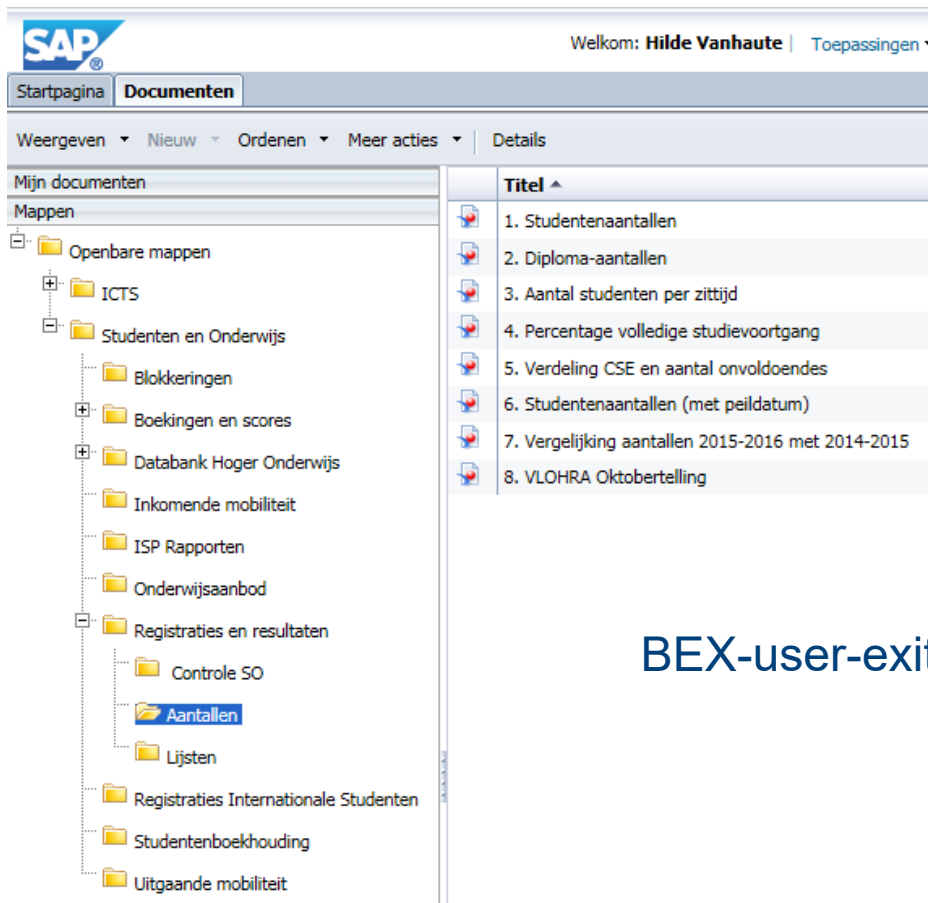 SAP®
Welkom: Hilde Vanhaute | Toepassingen
Startpagina Documenten
Weergeven Nieuw Ordenen Meer acties | Details
Mijn documenten
Mappen
Openbare mappen
ICTS
Studenten en Onderwijs
Blokkeringen
Boekingen en scores
Databank Hoger Onderwijs
Inkomende mobiliteit
ISP Rapporten
Onderwijsaanbod
Registraties en resultaten
Controle SO
Aantallen
Lijsten
Registraties Internationale Studenten
Studentenboekhouding
Uitgaande mobiliteit
Titel
1. Studentenaantallen
2. Diploma-aantallen
3. Aantal studenten per zittijd
4. Percentage volledige studievoortgang
5. Verdeling CSE en aantal onvoldoendes
6. Studentenaantallen (met peildatum)
7. Vergelijking aantallen 2015-2016 met 2014-2015
8. VLOHRA Oktobertelling
BEX-user-exit